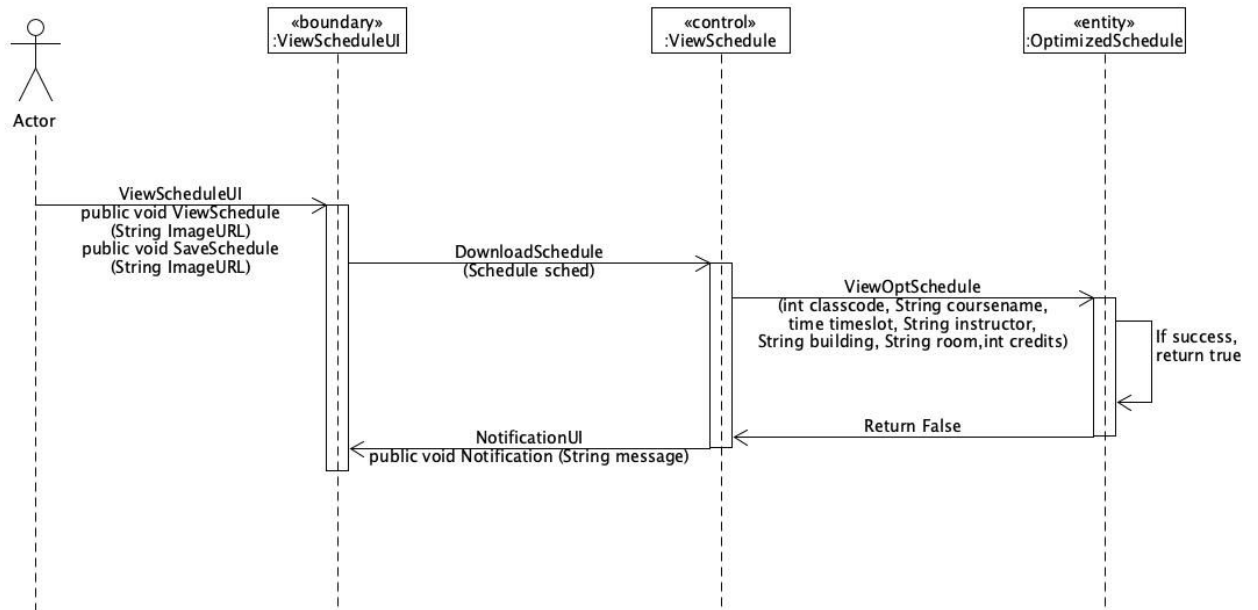 «boundary»
:ViewScheduleUI
«control»
:ViewSchedule
«entity»
:OptimizedSchedule
Actor
ViewScheduleUI
public void ViewSchedule
(String ImageURL)
public void SaveSchedule
(String ImageURL)
DownloadSchedule
(Schedule sched)
ViewOptSchedule
(int classcode, String coursename,
time timeslot, String instructor,
String building, String room,int credits)
If success,
return true
Return False
NotificationUI
public void Notification (String message)